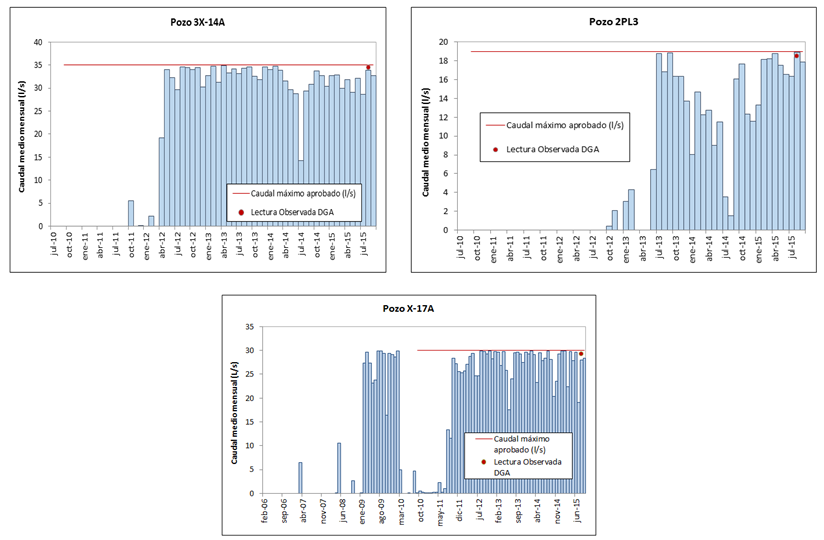 Pozo 3X-14A
Caudal medio mensual (l/s)
40
35
30
25
20
15
10
5
0
Caudal máximo aprobado (l/s)
Lectura Observada DGA
jul-10
oct-10
ene-11
abr-11
jul-11
oct-11
ene-12
abr-12
jul-12
oct-12
ene-13
abr-13
jul-13
oct-13
ene-14
abr-14
jul-14
oct-14
ene-15
abr-15
jul-15
Pozo 2PL3
Caudal medio mensual (l/s)
20
18
16
14
12
10
8
6
4
2
0
Caudal máximo aprobado (l/s)
Lectura Observada DGA
jul-10
oct-10
ene-11
abr-11
jul-11
oct-11
ene-12
abr-12
jul-12
oct-12
ene-13
abr-13
jul-13
oct-13
ene-14
abr-14
jul-14
oct-14
ene-15
abr-15
jul-15
Pozo X-17A
Caudal medio mensual (l/s)
35
30
25
20
15
10
5
0
Caudal máximo
aprobado (l/s)
Lectura Observada
DGA
feb-06
sep-06
abr-07
nov-07
jun-08
ene-09
ago-09
mar-10
oct-10
may-11
dic-11
jul-12
feb-13
sep-13
abr-14
nov-14
jun-15